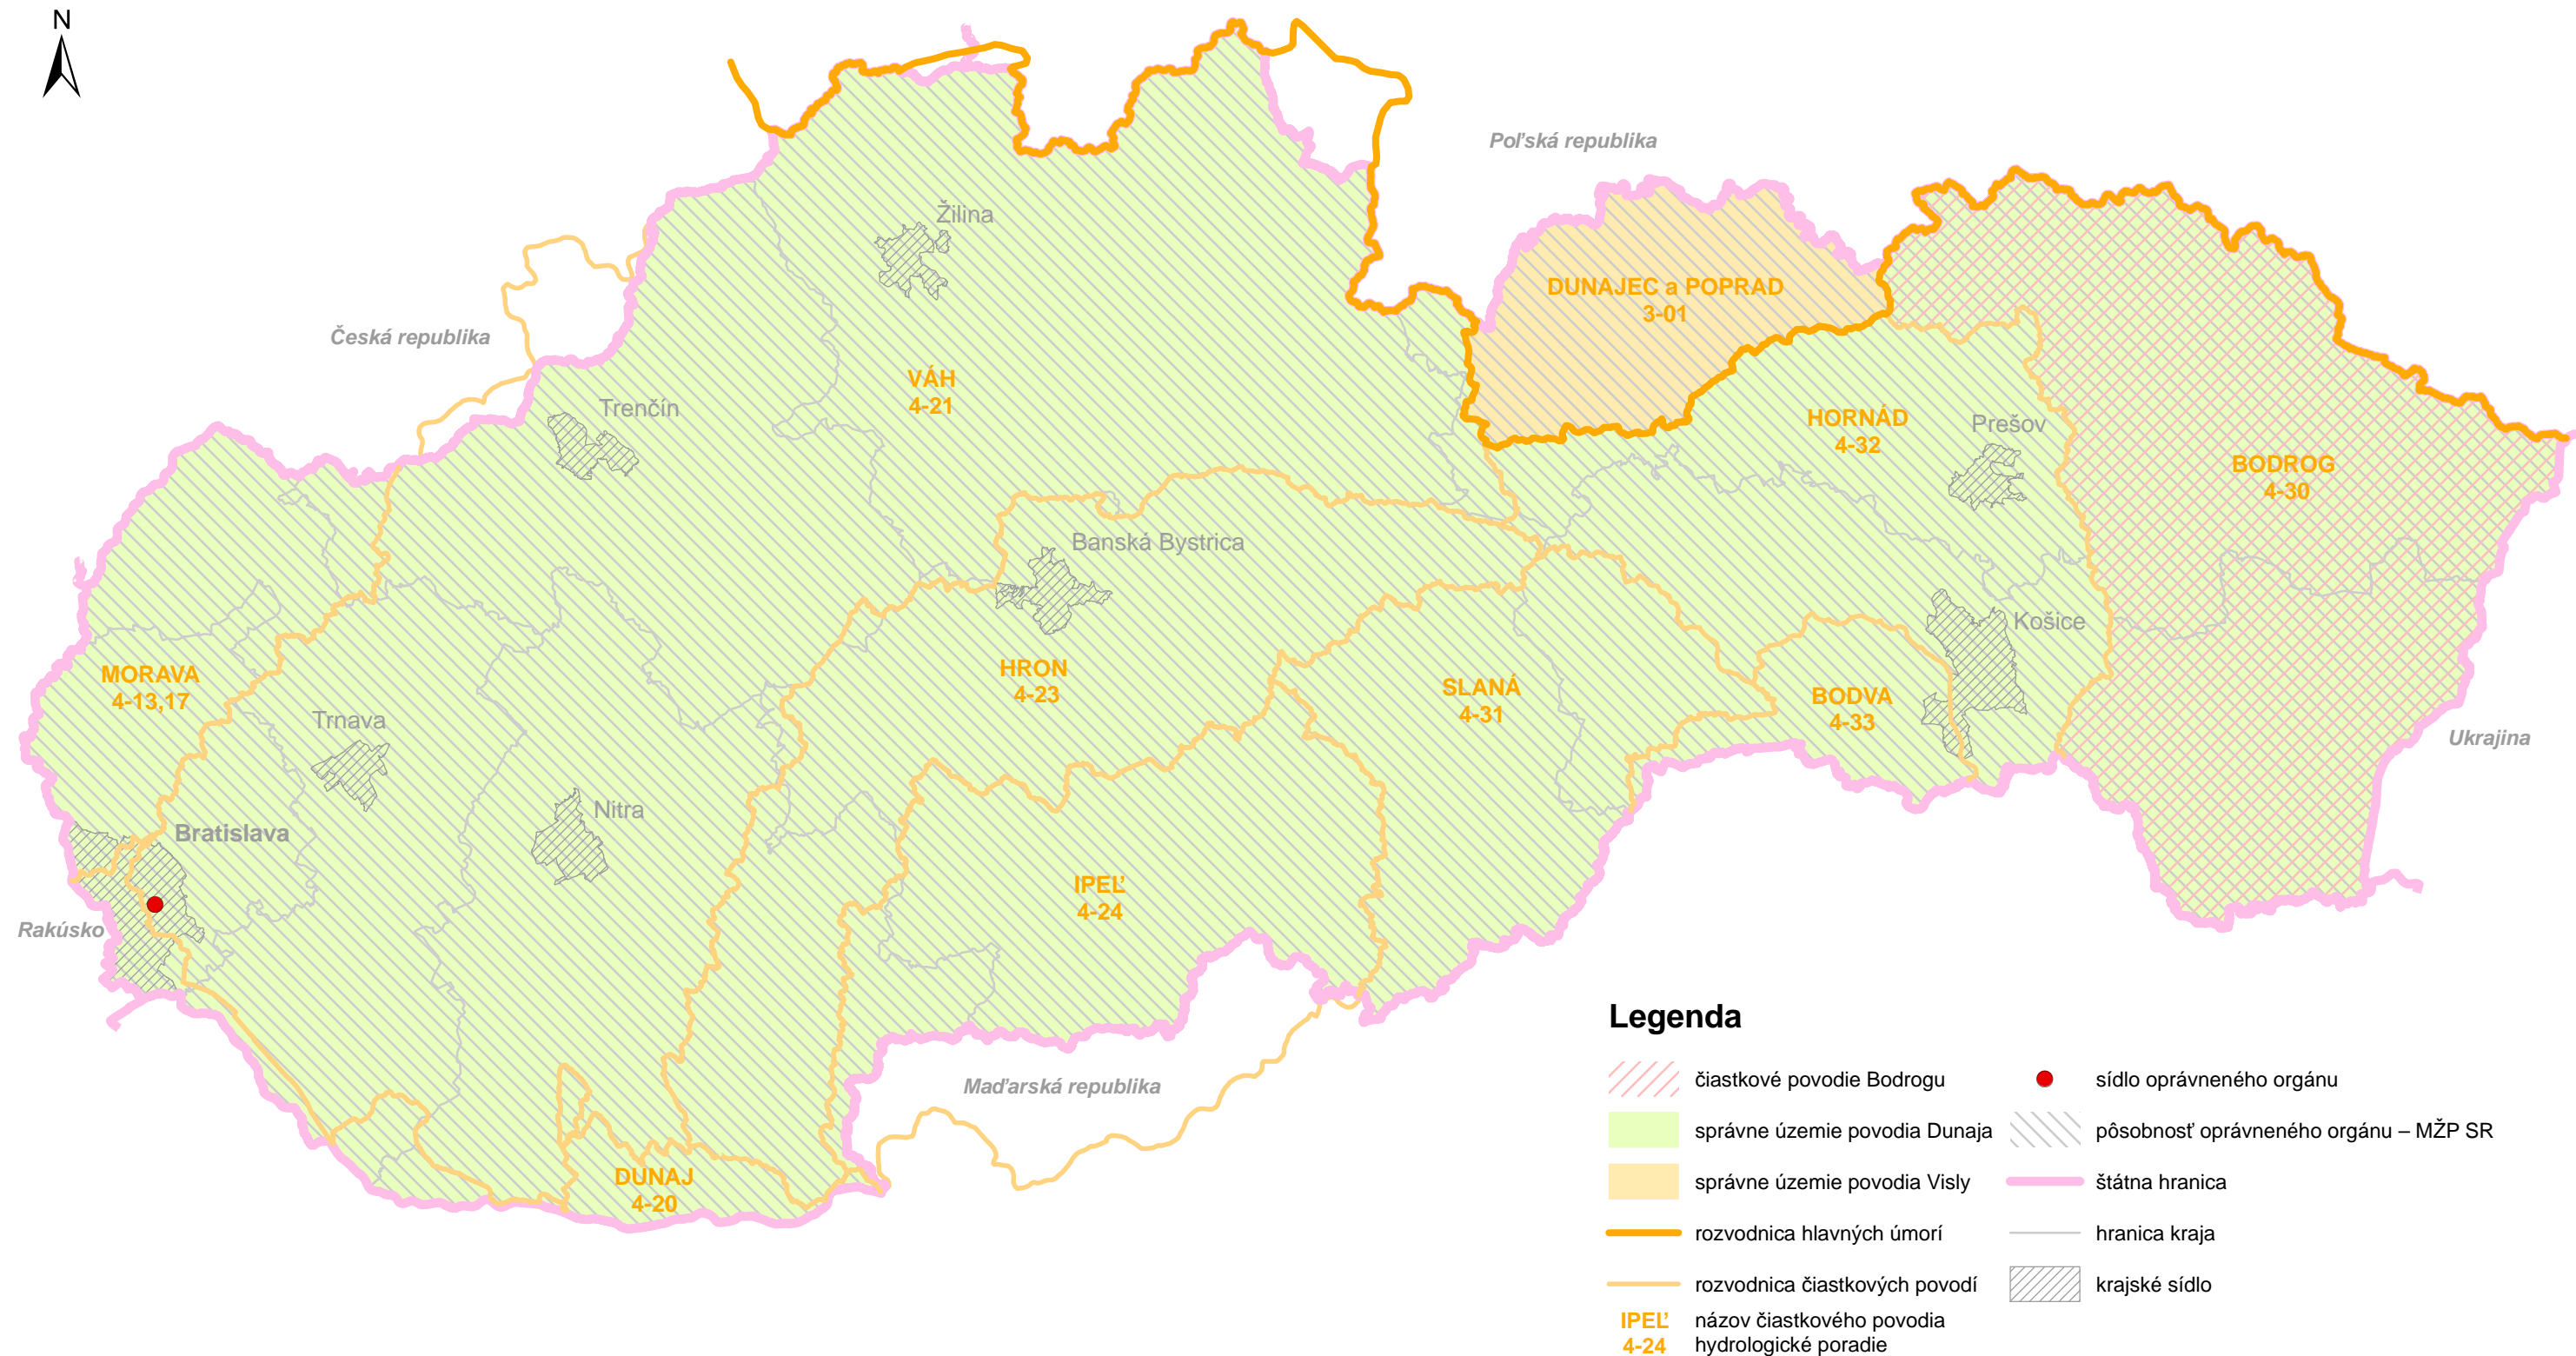 N
Poľská republika
Žilina
DUNAJEC a POPRAD
3-01
Česká republika
VÁH
4-21
Trenčín
HORNÁD
4-32
Prešov
BODROG
4-30
Banská Bystrica
Košice
MORAVA
4-13,17
HRON
4-23
SLANÁ
4-31
BODVA
4-33
Trnava
Ukrajina
Nitra
Bratislava
IPEĽ
4-24
Rakúsko
Maďarská republika
DUNAJ
4-20
Legenda
čiastkové povodie Bodrogu
správne územie povodia Dunaja
správne územie povodia Visly
rozvodnica hlavných úmorí
rozvodnica čiastkových povodí
IPEĽ
4-24
názov čiastkového povodia
hydrologické poradie
sídlo oprávneného orgánu
pôsobnosť oprávneného orgánu – MŽP SR
štátna hranica
hranica kraja
krajské sídlo